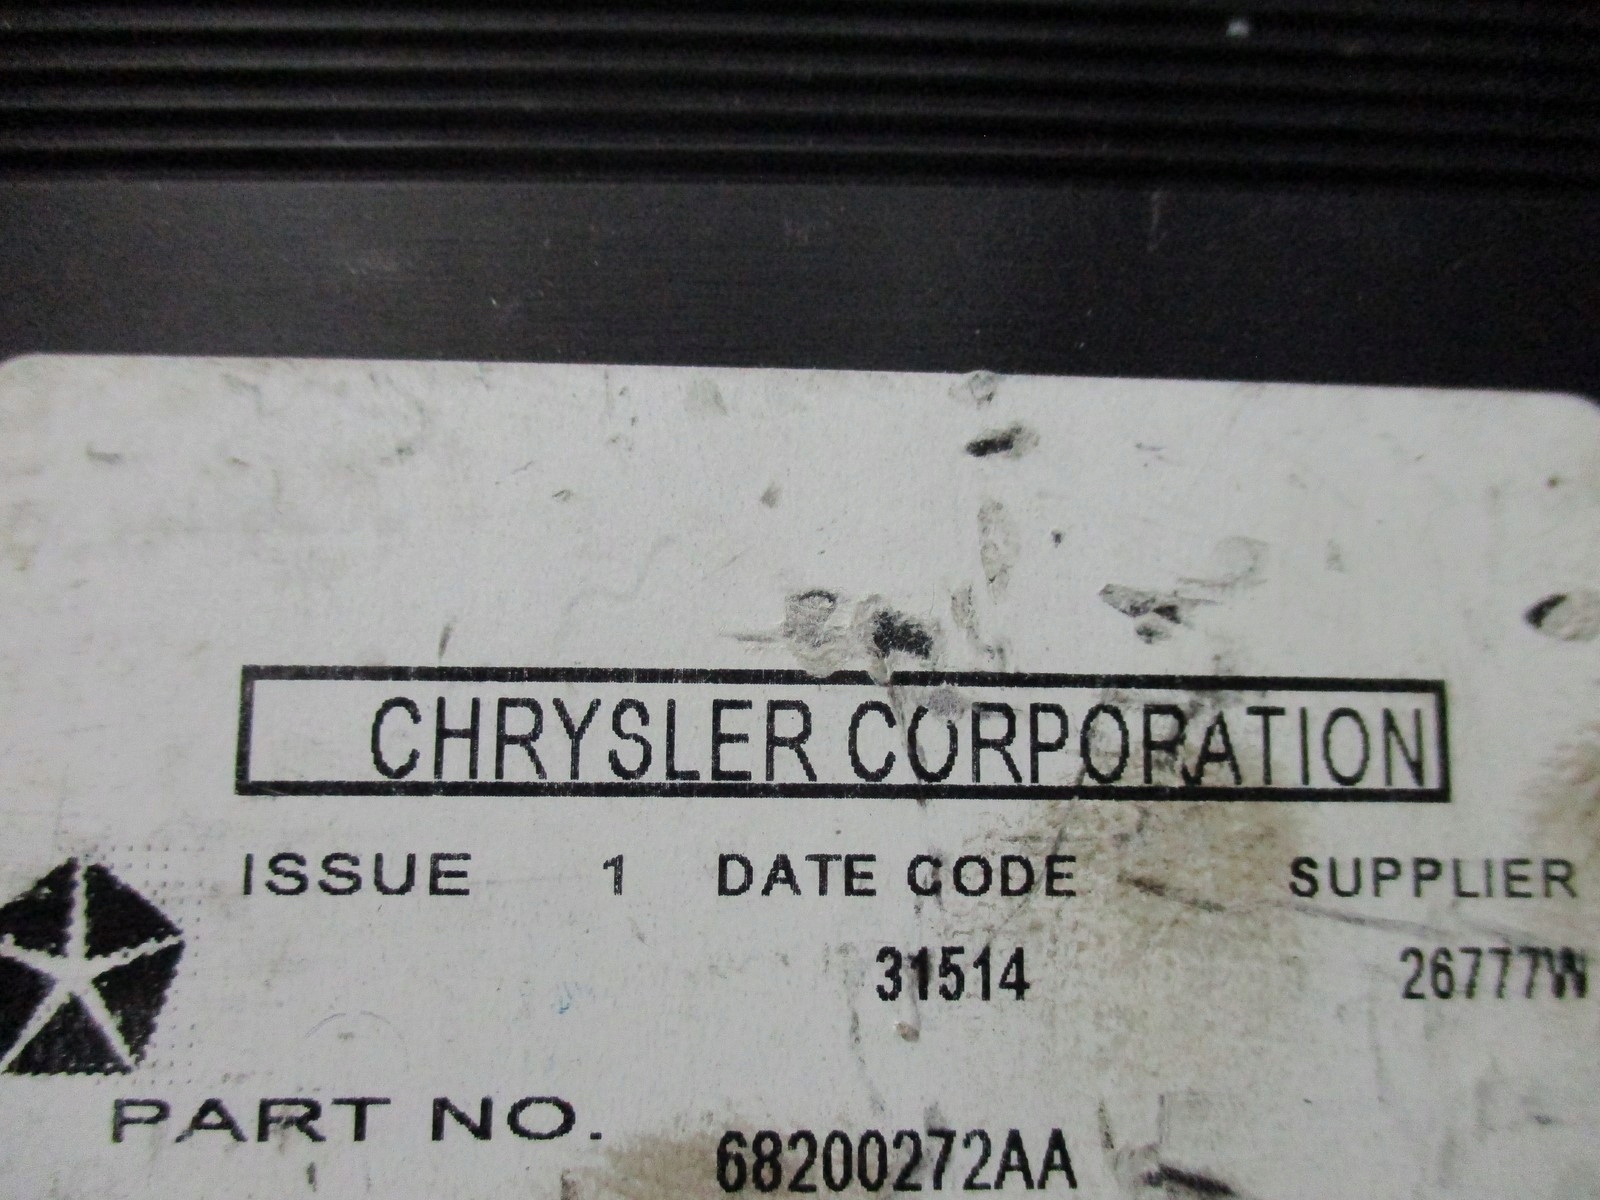 CHRYSLER CORPORATION
ISSUE 1 DATE CODE SUPPLIER
31514 26777W
PART NO. 68200272AA